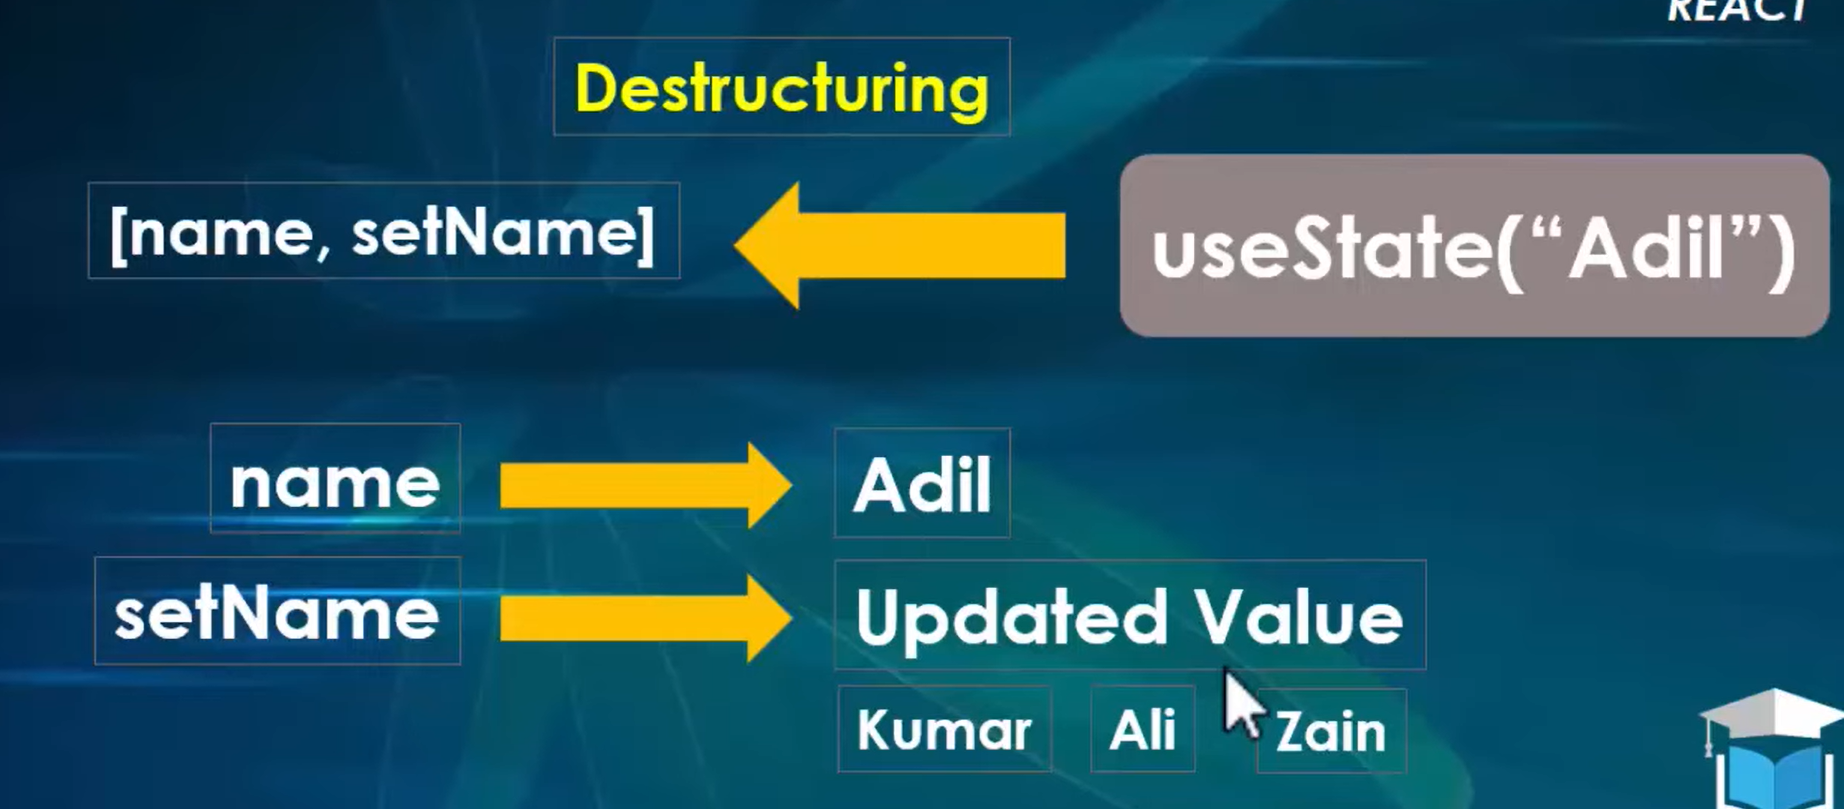 REACT
Destructuring
[name, setName]
useState(“Adil”)
name
Adil
setName
Updated Value
Kumar
Ali
Zain